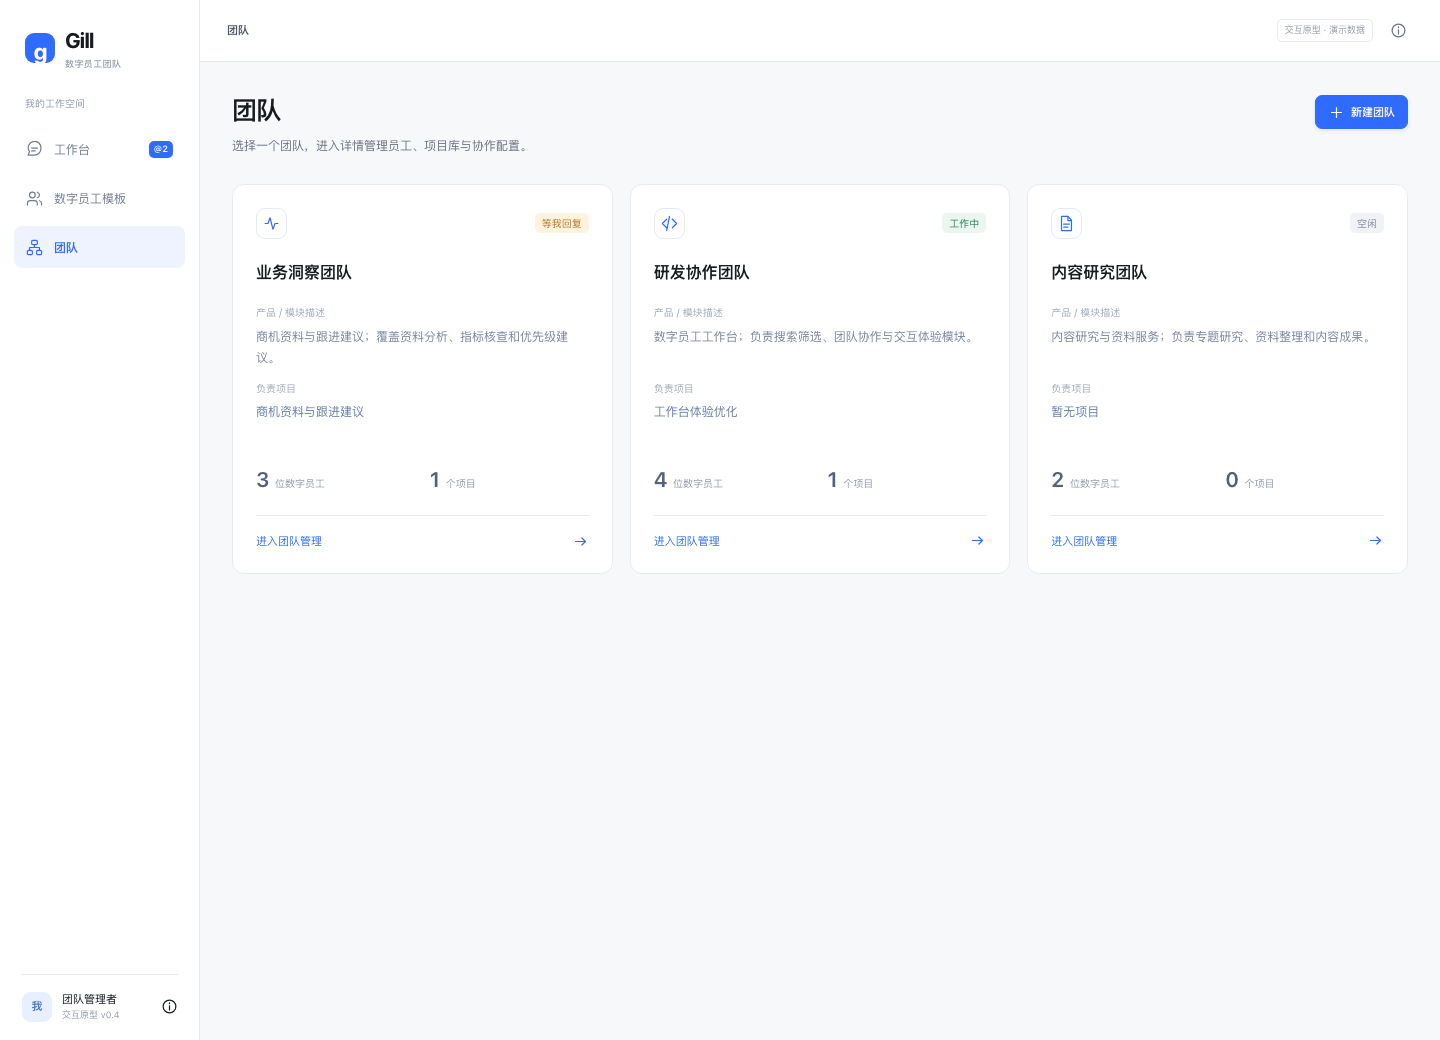 g
Gill
数字员工团队
我的工作空间
工作台
@2
数字员工模板
团队
我
团队管理者
交互原型 v0.4
团队
交互原型 · 演示数据
团队
选择一个团队，进入详情管理员工、项目库与协作配置。
新建团队
等我回复
业务洞察团队
产品 / 模块描述
商机资料与跟进建议；覆盖资料分析、指标核查和优先级建
议。
负责项目
商机资料与跟进建议
3 位数字员工
1 个项目
进入团队管理
工作中
研发协作团队
产品 / 模块描述
数字员工工作台；负责搜索筛选、团队协作与交互体验模块。
负责项目
工作台体验优化
4 位数字员工
1 个项目
进入团队管理
空闲
内容研究团队
产品 / 模块描述
内容研究与资料服务；负责专题研究、资料整理和内容成果。
负责项目
暂无项目
2 位数字员工
0 个项目
进入团队管理